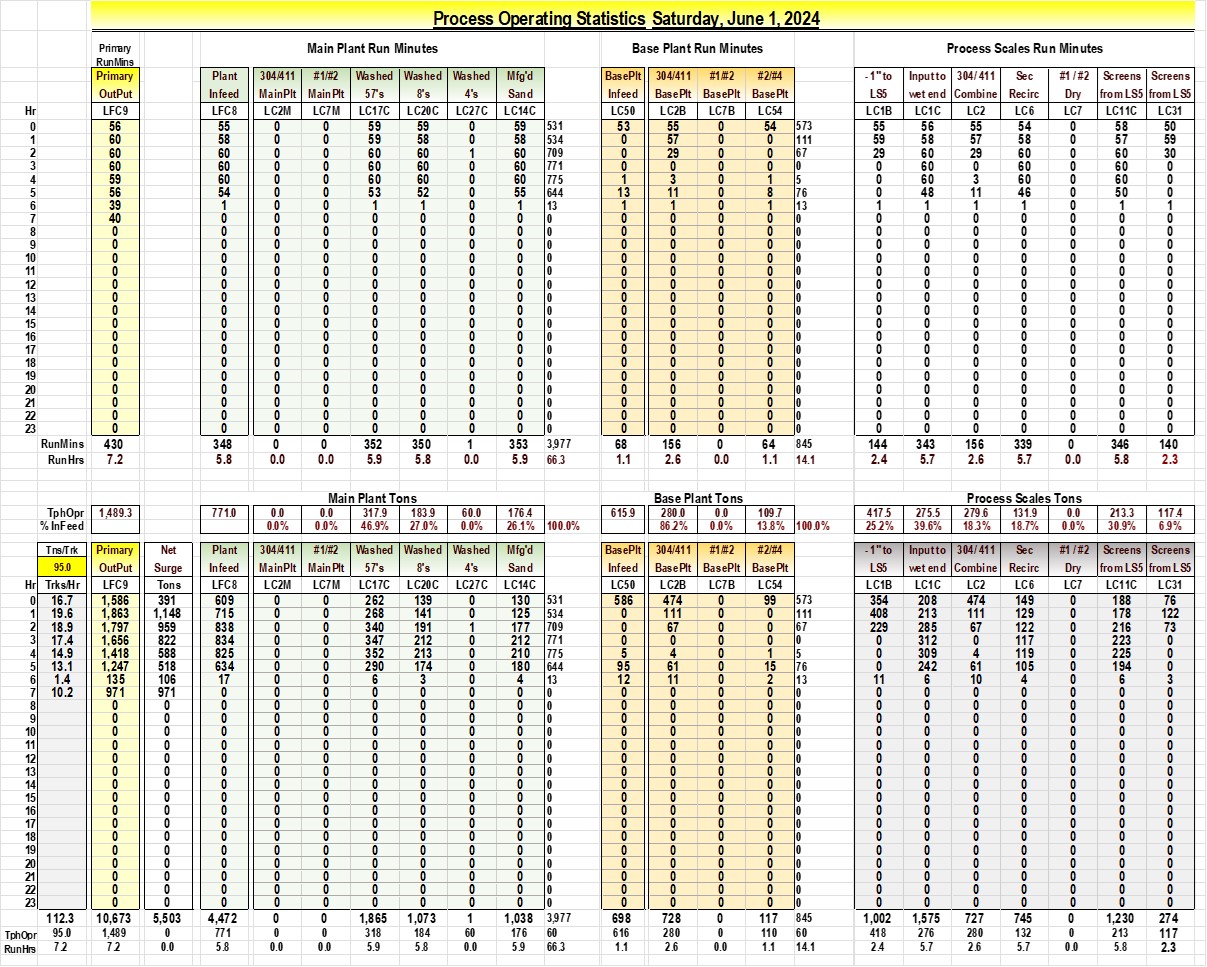 Process Operating Statistics Saturday, June 1, 2024
Primary Main Plant Run Minutes Base Plant Run Minutes Process Scales Run Minutes
RunMins
Primary Plant 304/411 #1/#2 Washed Washed Washed Mfg'd BasePlt 304/411 #1/#2 #2/#4 -1" to Input to 304/411 Sec #1/#2 Screens Screens
OutPut Infeed MainPlt MainPlt 57's 8's 4's Sand Infeed BasePlt BasePlt BasePlt LS5 wet end Combine Recirc Dry from LS5 from LS5
Hr LFC9 LFC8 LC2M LC7M LC17C LC20C LC27C LC14C LC50 LC2B LC7B LC54 LC1B LC1C LC2 LC6 LC7 LC11C LC31
0 56 55 0 0 59 59 0 59 531 53 55 0 54 573 55 56 55 54 0 58 50
1 60 58 0 0 59 58 0 58 534 0 57 0 0 111 59 58 57 58 0 57 59
2 60 60 0 0 60 60 1 60 709 0 29 0 0 67 29 60 29 60 0 60 30
3 60 60 0 0 60 60 0 60 771 0 0 0 0 0 0 60 0 60 0 60 0
4 59 60 0 0 60 60 0 60 775 1 3 0 1 5 0 60 3 60 0 60 0
5 56 54 0 0 53 52 0 55 644 13 11 0 8 76 0 48 11 46 0 50 0
6 39 1 0 0 1 1 0 1 13 1 1 0 1 13 1 1 1 1 0 1 1
7 40 0 0 0 0 0 0 0 0 0 0 0 0 0 0 0 0 0 0 0 0
8 0 0 0 0 0 0 0 0 0 0 0 0 0 0 0 0 0 0 0 0 0
9 0 0 0 0 0 0 0 0 0 0 0 0 0 0 0 0 0 0 0 0 0
10 0 0 0 0 0 0 0 0 0 0 0 0 0 0 0 0 0 0 0 0 0
11 0 0 0 0 0 0 0 0 0 0 0 0 0 0 0 0 0 0 0 0 0
12 0 0 0 0 0 0 0 0 0 0 0 0 0 0 0 0 0 0 0 0 0
13 0 0 0 0 0 0 0 0 0 0 0 0 0 0 0 0 0 0 0 0 0
14 0 0 0 0 0 0 0 0 0 0 0 0 0 0 0 0 0 0 0 0 0
15 0 0 0 0 0 0 0 0 0 0 0 0 0 0 0 0 0 0 0 0 0
16 0 0 0 0 0 0 0 0 0 0 0 0 0 0 0 0 0 0 0 0 0
17 0 0 0 0 0 0 0 0 0 0 0 0 0 0 0 0 0 0 0 0 0
18 0 0 0 0 0 0 0 0 0 0 0 0 0 0 0 0 0 0 0 0 0
19 0 0 0 0 0 0 0 0 0 0 0 0 0 0 0 0 0 0 0 0 0
20 0 0 0 0 0 0 0 0 0 0 0 0 0 0 0 0 0 0 0 0 0
21 0 0 0 0 0 0 0 0 0 0 0 0 0 0 0 0 0 0 0 0 0
22 0 0 0 0 0 0 0 0 0 0 0 0 0 0 0 0 0 0 0 0 0
23 0 0 0 0 0 0 0 0 0 0 0 0 0 0 0 0 0 0 0 0 0
RunMins 430 348 0 0 352 350 1 353 3,977 68 156 0 64 845 144 343 156 339 0 346 140
RunHrs 7.2 5.8 0.0 0.0 5.9 5.8 0.0 5.9 66.3 1.1 2.6 0.0 1.1 14.1 2.4 5.7 2.6 5.7 0.0 5.8 2.3
Main Plant Tons Base Plant Tons Process Scales Tons
TphOpr 1,489.3 771.0 0.0 0.0 317.9 183.9 60.0 176.4 615.9 280.0 0.0 109.7 417.5 275.5 279.6 131.9 0.0 213.3 117.4
% InFeed 0.0% 0.0% 46.9% 27.0% 0.0% 26.1% 100.0% 86.2% 0.0% 13.8% 100.0% 25.2% 39.6% 18.3% 18.7% 0.0% 30.9% 6.9%
Tns/Trk Primary Net Plant 304/411 #1/#2 Washed Washed Washed Mfg'd BasePlt 304/411 #1/#2 #2/#4 -1" to Input to 304/411 Sec #1/#2 Screens Screens
95.0 OutPut Surge Infeed MainPlt MainPlt 57's 8's 4's Sand Infeed BasePlt BasePlt BasePlt LS5 wet end Combine Recirc Dry from LS5 from LS5
Hr Trks/Hr LFC9 Tons LFC8 LC2M LC7M LC17C LC20C LC27C LC14C LC50 LC2B LC7B LC54 LC1B LC1C LC2 LC6 LC7 LC11C LC31
0 16.7 1,586 391 609 0 0 262 139 0 130 531 586 474 0 99 573 354 208 474 149 0 188 76
1 19.6 1,863 1,148 715 0 0 268 141 0 125 534 0 111 0 0 111 408 213 111 129 0 178 122
2 18.9 1,797 959 838 0 0 340 191 1 177 709 0 67 0 0 67 229 285 67 122 0 216 73
3 17.4 1,656 822 834 0 0 347 212 0 212 771 0 0 0 0 0 0 312 0 117 0 223 0
4 14.9 1,418 588 825 0 0 352 213 0 210 775 5 4 0 1 5 0 309 4 119 0 225 0
5 13.1 1,247 518 634 0 0 290 174 0 180 644 95 61 0 15 76 0 242 61 105 0 194 0
6 1.4 135 106 17 0 0 6 3 0 4 13 12 11 0 2 13 11 6 10 4 0 6 3
7 10.2 971 971 0 0 0 0 0 0 0 0 0 0 0 0 0 0 0 0 0 0 0 0
8 0 0 0 0 0 0 0 0 0 0 0 0 0 0 0 0 0 0 0 0 0 0
9 0 0 0 0 0 0 0 0 0 0 0 0 0 0 0 0 0 0 0 0 0 0
10 0 0 0 0 0 0 0 0 0 0 0 0 0 0 0 0 0 0 0 0 0 0
11 0 0 0 0 0 0 0 0 0 0 0 0 0 0 0 0 0 0 0 0 0 0
12 0 0 0 0 0 0 0 0 0 0 0 0 0 0 0 0 0 0 0 0 0 0
13 0 0 0 0 0 0 0 0 0 0 0 0 0 0 0 0 0 0 0 0 0 0
14 0 0 0 0 0 0 0 0 0 0 0 0 0 0 0 0 0 0 0 0 0 0
15 0 0 0 0 0 0 0 0 0 0 0 0 0 0 0 0 0 0 0 0 0 0
16 0 0 0 0 0 0 0 0 0 0 0 0 0 0 0 0 0 0 0 0 0 0
17 0 0 0 0 0 0 0 0 0 0 0 0 0 0 0 0 0 0 0 0 0 0
18 0 0 0 0 0 0 0 0 0 0 0 0 0 0 0 0 0 0 0 0 0 0
19 0 0 0 0 0 0 0 0 0 0 0 0 0 0 0 0 0 0 0 0 0 0
20 0 0 0 0 0 0 0 0 0 0 0 0 0 0 0 0 0 0 0 0 0 0
21 0 0 0 0 0 0 0 0 0 0 0 0 0 0 0 0 0 0 0 0 0 0
22 0 0 0 0 0 0 0 0 0 0 0 0 0 0 0 0 0 0 0 0 0 0
23 0 0 0 0 0 0 0 0 0 0 0 0 0 0 0 0 0 0 0 0 0 0
112.3 10,673 5,503 4,472 0 0 1,865 1,073 1 1,038 3,977 698 728 0 117 845 1,002 1,575 727 745 0 1,230 274
TphOpr 95.0 1,489 0 771 0 0 318 184 60 176 60 616 280 0 110 60 418 276 280 132 0 213 117
RunHrs 7.2 7.2 0.0 5.8 0.0 0.0 5.9 5.8 0.0 5.9 66.3 1.1 2.6 0.0 1.1 14.1 2.4 5.7 2.6 5.7 0.0 5.8 2.3